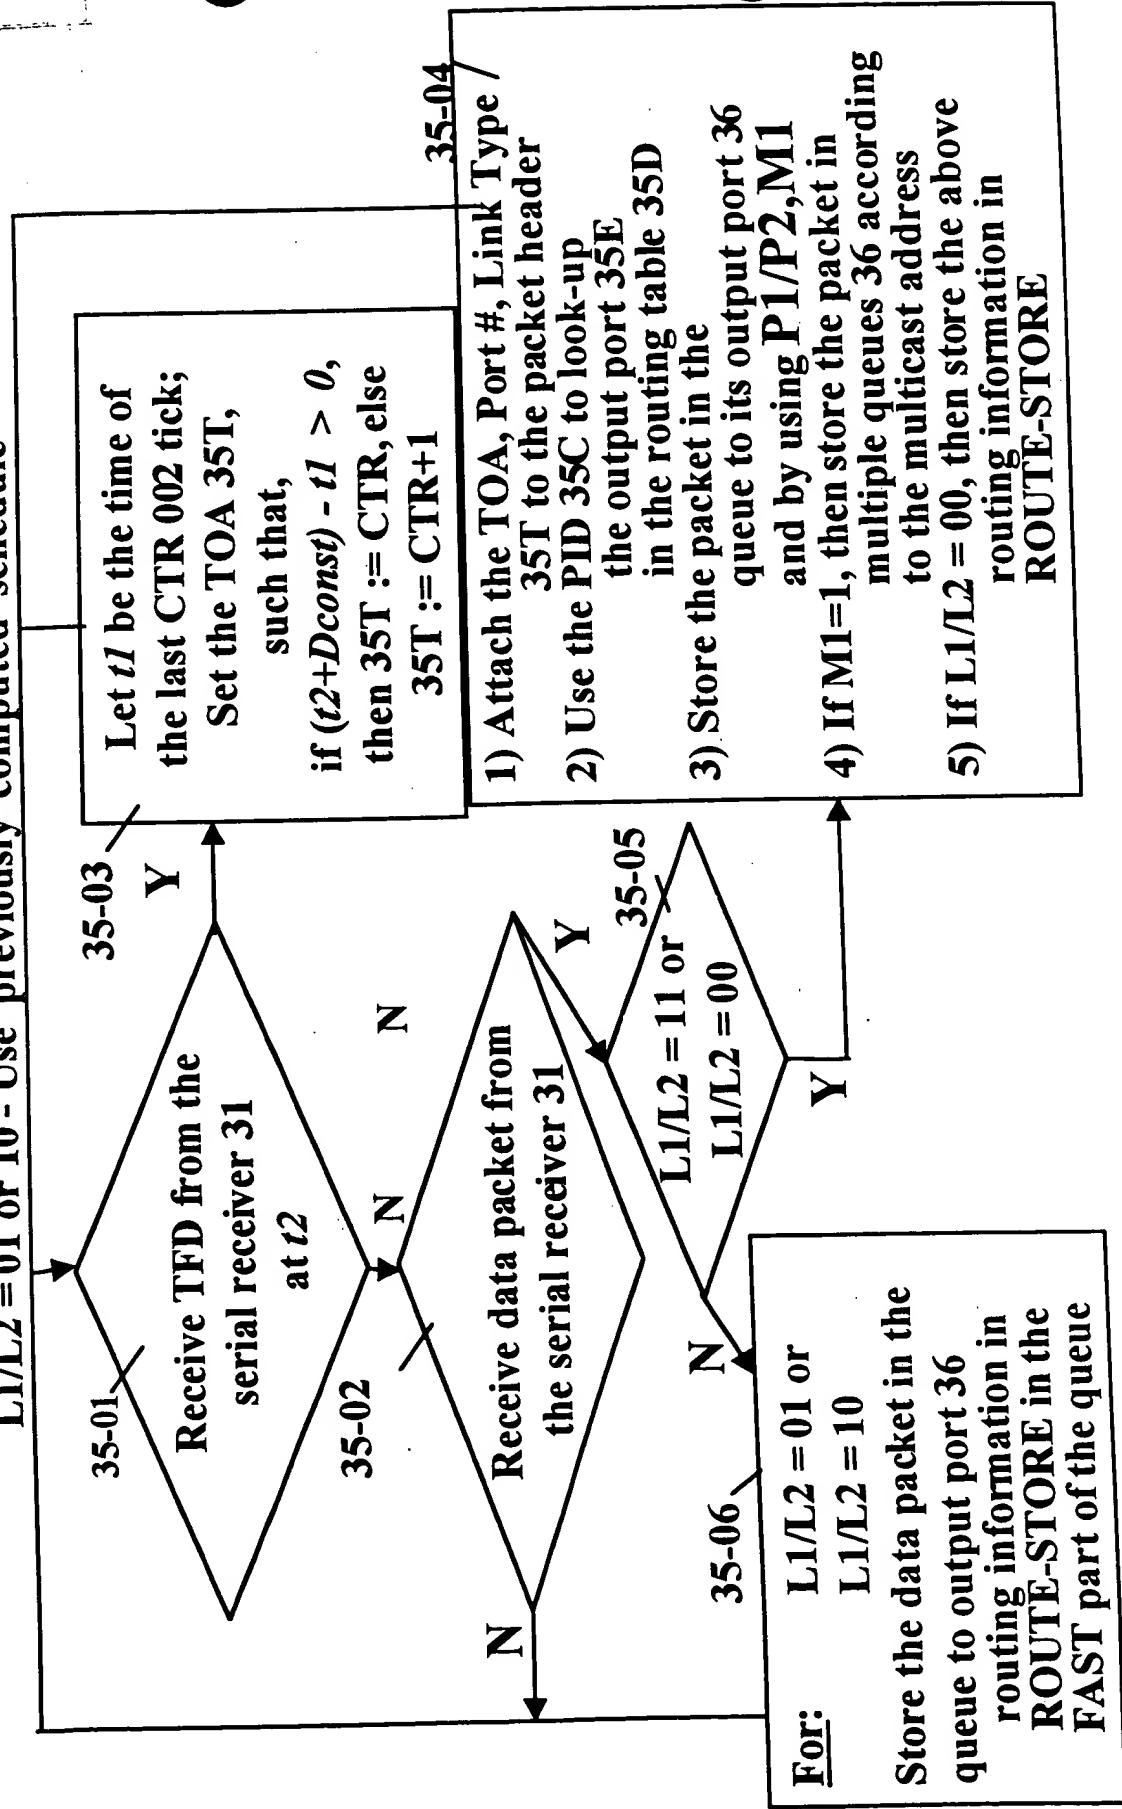 L1/L2 = 01 or 10 - Use previously computed schedule
35-01
Receive TFD from the
serial receiver 31
at t2
Y
35-03
Let t1 be the time of
the last CTR 002 tick;
Set the TOA 35T,
such that,
if (t2+Dconst) - t1 > 0,
then 35T := CTR, else
35T := CTR+1
N
N
35-02
Receive data packet from
the serial receiver 31
N
Y
35-05
L1/L2 = 11 or
L1/L2 = 00
Y
N
35-04
1) Attach the TOA, Port #, Link Type
35T to the packet header
2) Use the PID 35C to look-up
the output port 35E
in the routing table 35D
3) Store the packet in the
queue to its output port 36
and by using P1/P2,M1
4) If M1=1, then store the packet in
multiple queues 36 according
to the multicast address
5) If L1/L2 = 00, then store the above
routing information in
ROUTE-STORE
35-06
For:
L1/L2 = 01 or
L1/L2 = 10
Store the data packet in the
queue to output port 36
routing information in
ROUTE-STORE in the
FAST part of the queue